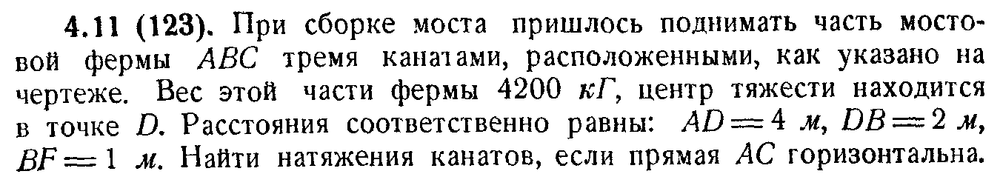 4.11 (123). При сборке моста пришлось поднимать часть мосто-
вой фермы ABC тремя канатами, расположенными, как указано на
чертеже. Вес этой части фермы 4200 кГ, центр тяжести находится
в точке D. Расстояния соответственно равны: AD = 4 м, DB = 2 м,
BF = 1 м. Найти натяжения канатов, если прямая AC горизонтальна.